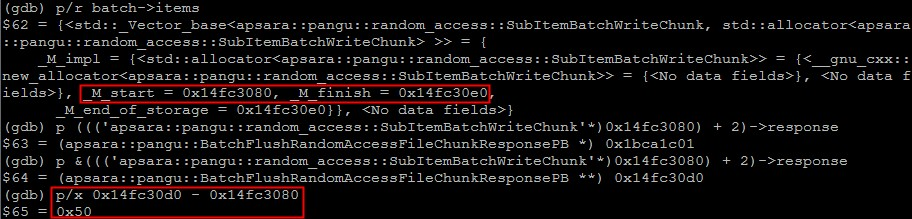 (gdb) p/r batch->items
$62 = {<std::_Vector_base<apsara::pangu::random_access::SubItemBatchWriteChunk, std::allocator<apsara
::pangu::random_access::SubItemBatchWriteChunk> >> = {
_M_impl = {<std::allocator<apsara::pangu::random_access::SubItemBatchWriteChunk>> = {<__gnu_cxx::
new_allocator<apsara::pangu::random_access::SubItemBatchWriteChunk>> = {<No data fields>}, <No data f
ields>}, _M_start = 0x14fc3080, _M_finish = 0x14fc30e0,
_M_end_of_storage = 0x14fc30e0}}, <No data fields>}
(gdb) p ((('apsara::pangu::random_access::SubItemBatchWriteChunk'*)0x14fc3080) + 2)->response
$63 = (apsara::pangu::BatchFlushRandomAccessFileChunkResponsePB *) 0x1bca1c01
(gdb) p &((('apsara::pangu::random_access::SubItemBatchWriteChunk'*)0x14fc3080) + 2)->response
$64 = (apsara::pangu::BatchFlushRandomAccessFileChunkResponsePB **) 0x14fc30d0
(gdb) p/x 0x14fc30d0 - 0x14fc3080
$65 = 0x50